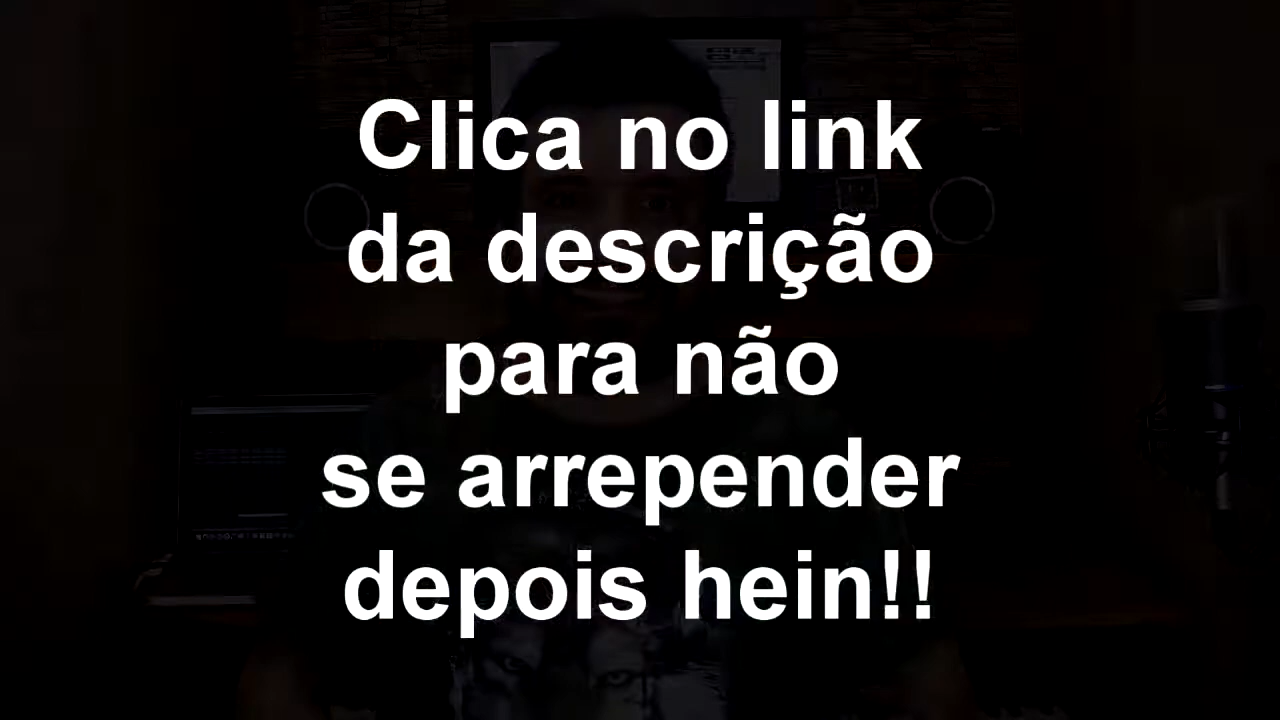 Clica no link
da descrição
para não
se arrepender
depois hein!!